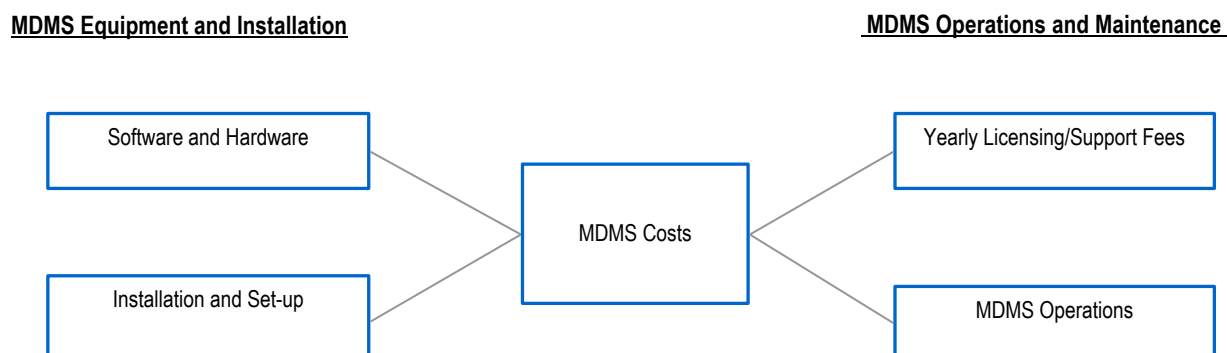 MDMS Equipment and Installation
MDMS Operations and Maintenance
Software and Hardware
Yearly Licensing/Support Fees
MDMS Costs
Installation and Set-up
MDMS Operations